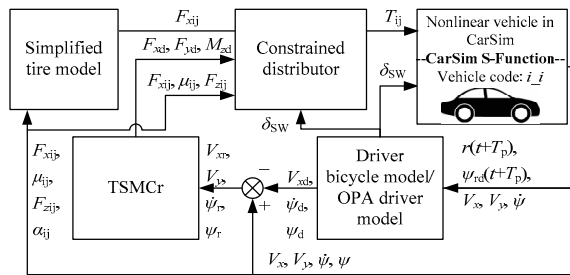 Simplified
tire model
F_xij
F_xd, F_yd, M_zd
F_xij, μ_ij, F_zij
Constrained
distributor
T_ij
δ_SW
Nonlinear vehicle in
CarSim
--CarSim S-Function--
Vehicle code: i_i
δ_SW
F_xij,
μ_ij,
F_zij,
α_ij
TSMCr
V_xr,
V_y,
ψ̇_r,
ψ_r
−
+
V_xd,
ψ̇_d,
ψ_d
Driver
bicycle model/
OPA driver
model
r(t+T_p),
ψ_rd(t+T_p),
V_x, V_y, ψ̇
V_x, V_y, ψ̇, ψ